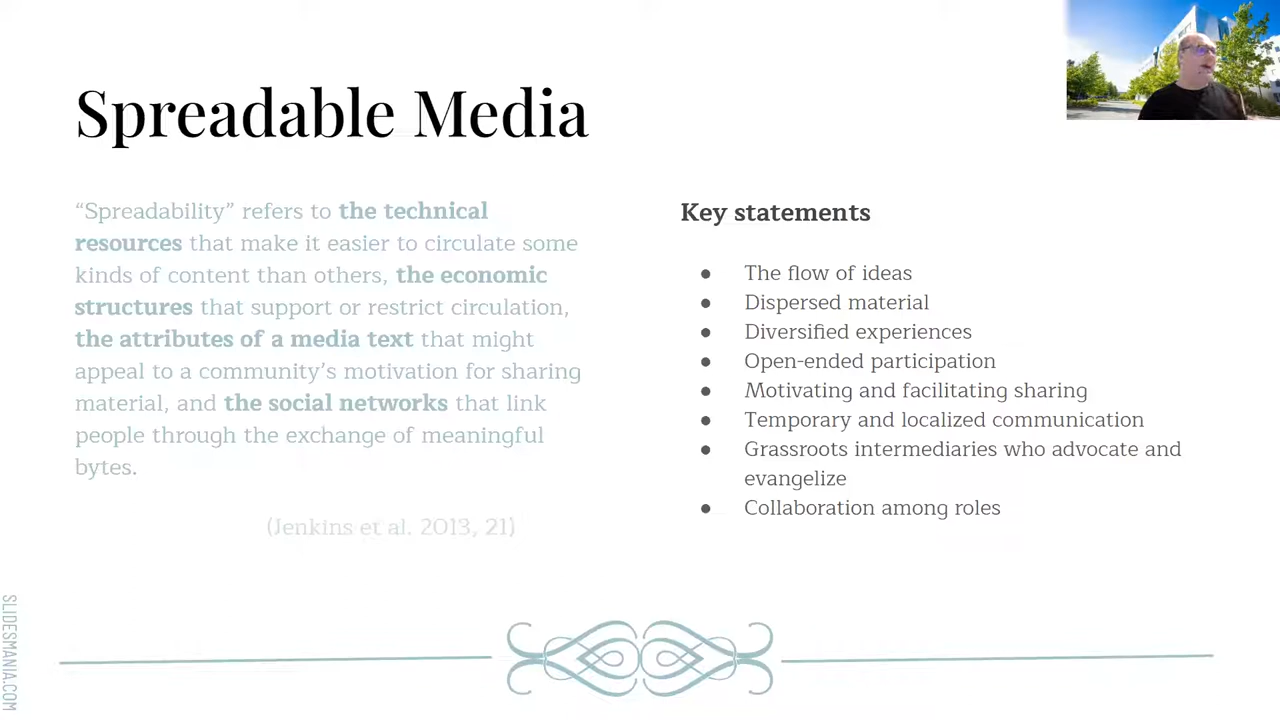 Spreadable Media
“Spreadability” refers to the technical
resources that make it easier to circulate some
kinds of content than others, the economic
structures that support or restrict circulation,
the attributes of a media text that might
appeal to a community’s motivation for sharing
material, and the social networks that link
people through the exchange of meaningful
bytes.
(Jenkins et al. 2013, 21)
Key statements
● The flow of ideas
● Dispersed material
● Diversified experiences
● Open-ended participation
● Motivating and facilitating sharing
● Temporary and localized communication
● Grassroots intermediaries who advocate and
evangelize
● Collaboration among roles
SLIDESMANIA.COM